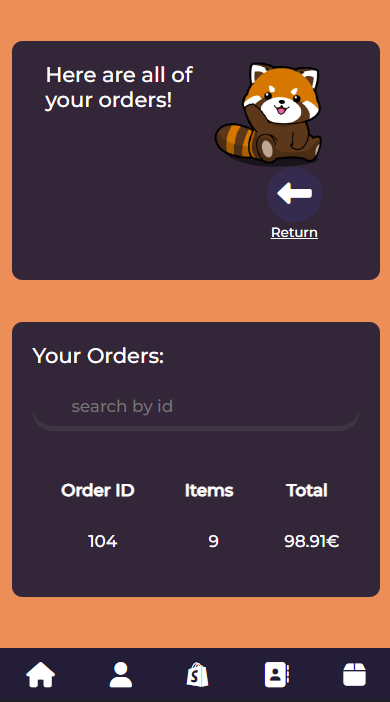 Here are all of
your orders!
Return
Your Orders:
search by id
Order ID Items Total
104 9 98.91€